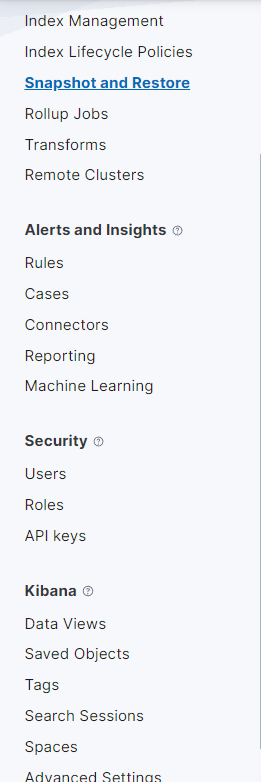 Index Management
Index Lifecycle Policies
Snapshot and Restore
Rollup Jobs
Transforms
Remote Clusters
Alerts and Insights
Rules
Cases
Connectors
Reporting
Machine Learning
Security
Users
Roles
API keys
Kibana
Data Views
Saved Objects
Tags
Search Sessions
Spaces
Advanced Settings